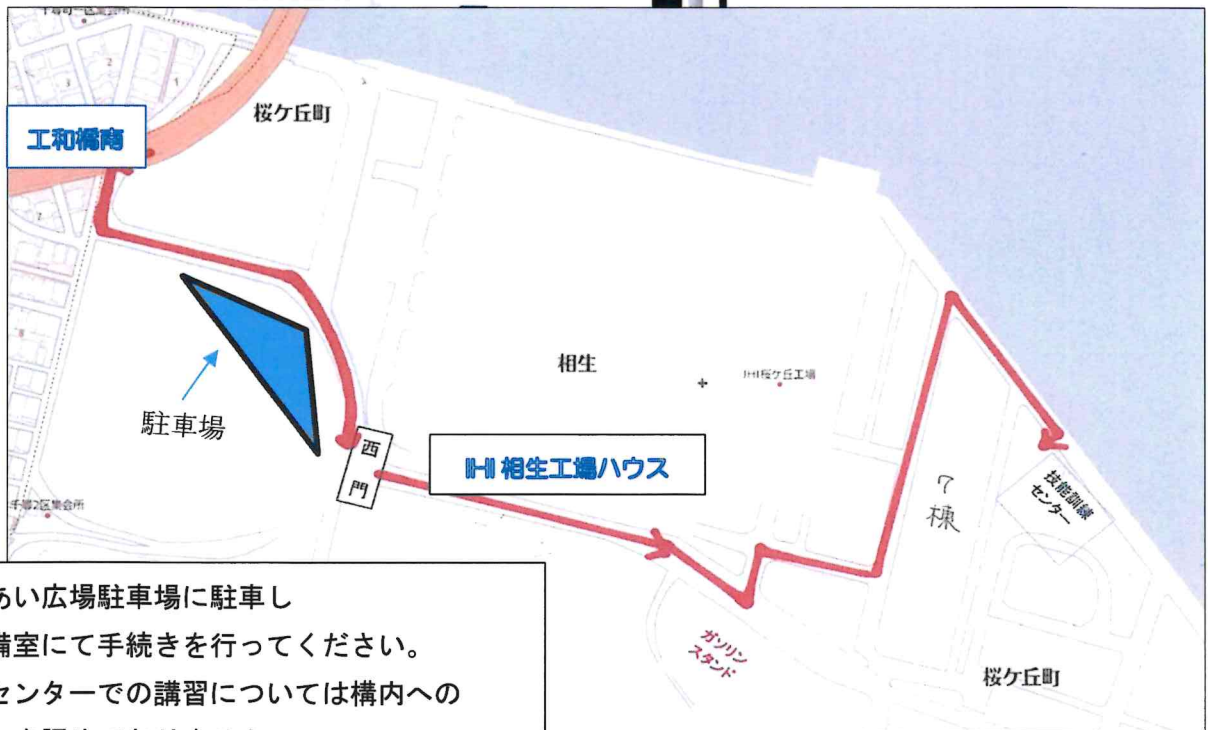 桜ケ丘町
工和橋南
2
3
1
7
相生
IHI桜ケ丘工場
駐車場
西
門
IHI 相生工場ハウス
7
棟
技能訓練
センター
ガソリン
スタンド
桜ケ丘町
あい広場駐車場に駐車し
備室にて手続きを行ってください。
センターでの講習については構内への